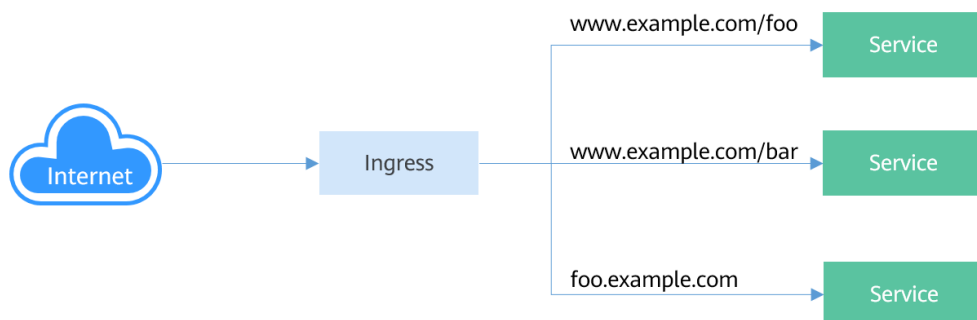 www.example.com/foo
Service
Internet
Ingress
www.example.com/bar
Service
foo.example.com
Service